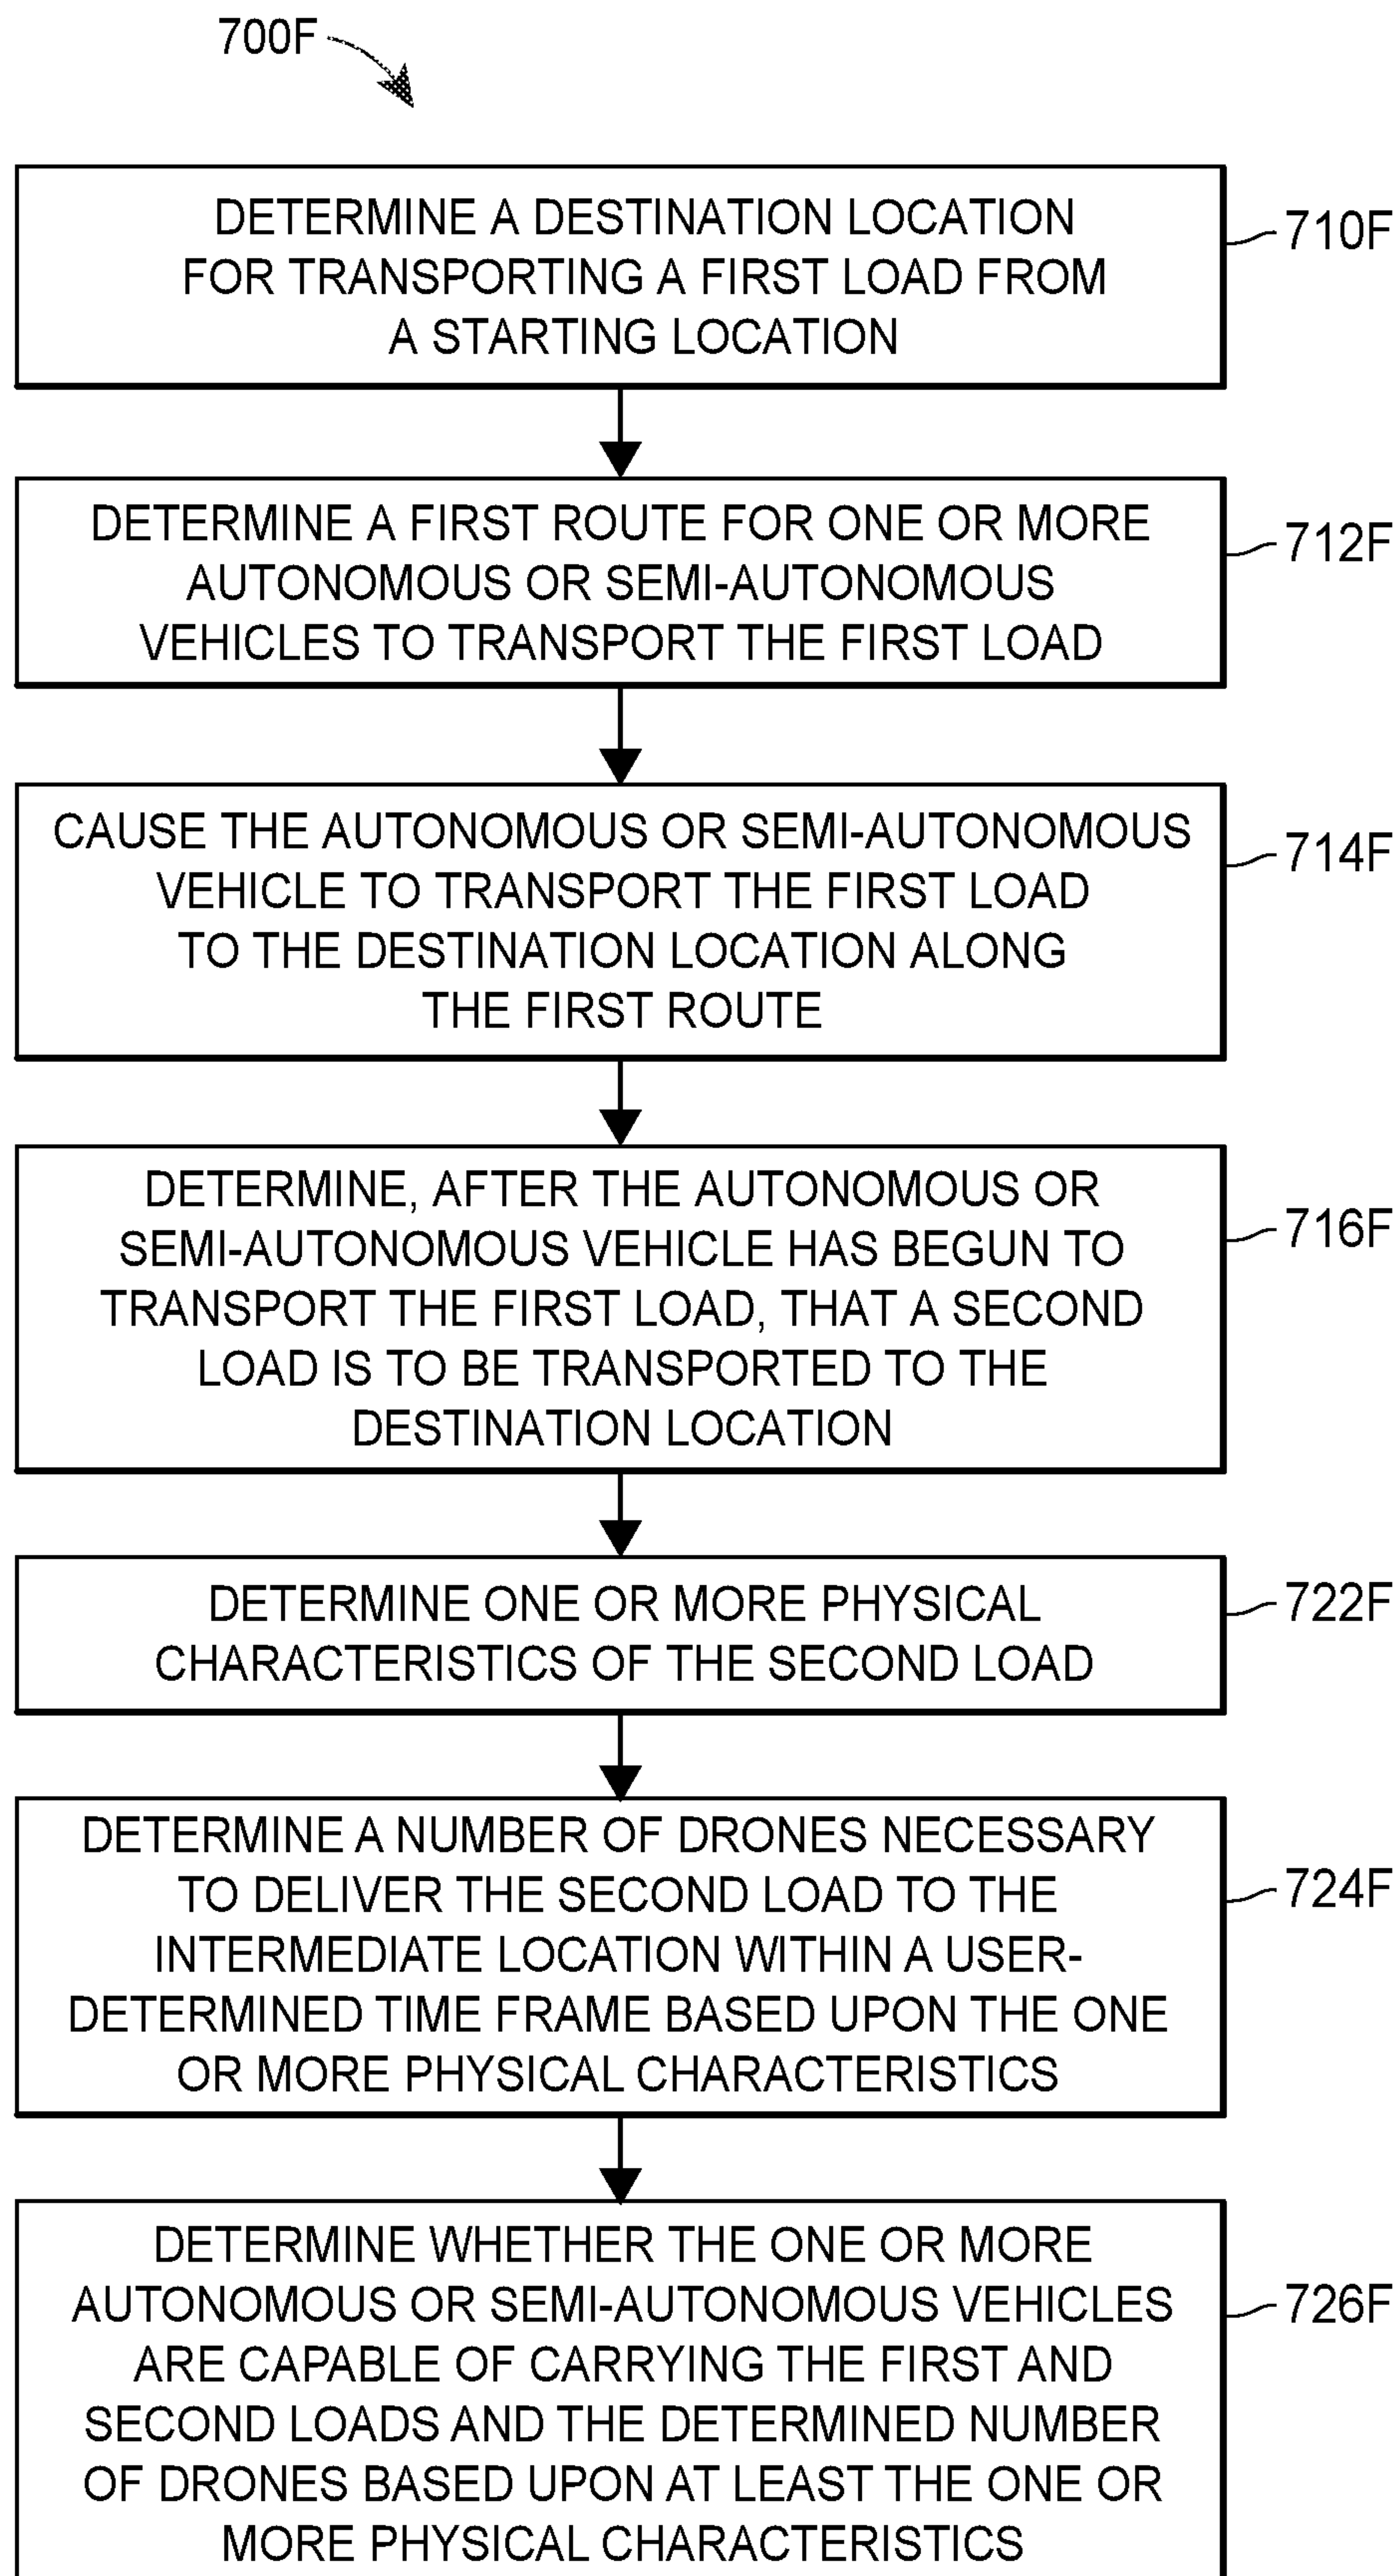 700F
DETERMINE A DESTINATION LOCATION
FOR TRANSPORTING A FIRST LOAD FROM
A STARTING LOCATION
710F
DETERMINE A FIRST ROUTE FOR ONE OR MORE
AUTONOMOUS OR SEMI-AUTONOMOUS
VEHICLES TO TRANSPORT THE FIRST LOAD
712F
CAUSE THE AUTONOMOUS OR SEMI-AUTONOMOUS
VEHICLE TO TRANSPORT THE FIRST LOAD
TO THE DESTINATION LOCATION ALONG
THE FIRST ROUTE
714F
DETERMINE, AFTER THE AUTONOMOUS OR
SEMI-AUTONOMOUS VEHICLE HAS BEGUN TO
TRANSPORT THE FIRST LOAD, THAT A SECOND
LOAD IS TO BE TRANSPORTED TO THE
DESTINATION LOCATION
716F
DETERMINE ONE OR MORE PHYSICAL
CHARACTERISTICS OF THE SECOND LOAD
722F
DETERMINE A NUMBER OF DRONES NECESSARY
TO DELIVER THE SECOND LOAD TO THE
INTERMEDIATE LOCATION WITHIN A USER-
DETERMINED TIME FRAME BASED UPON THE ONE
OR MORE PHYSICAL CHARACTERISTICS
724F
DETERMINE WHETHER THE ONE OR MORE
AUTONOMOUS OR SEMI-AUTONOMOUS VEHICLES
ARE CAPABLE OF CARRYING THE FIRST AND
SECOND LOADS AND THE DETERMINED NUMBER
OF DRONES BASED UPON AT LEAST THE ONE OR
MORE PHYSICAL CHARACTERISTICS
726F